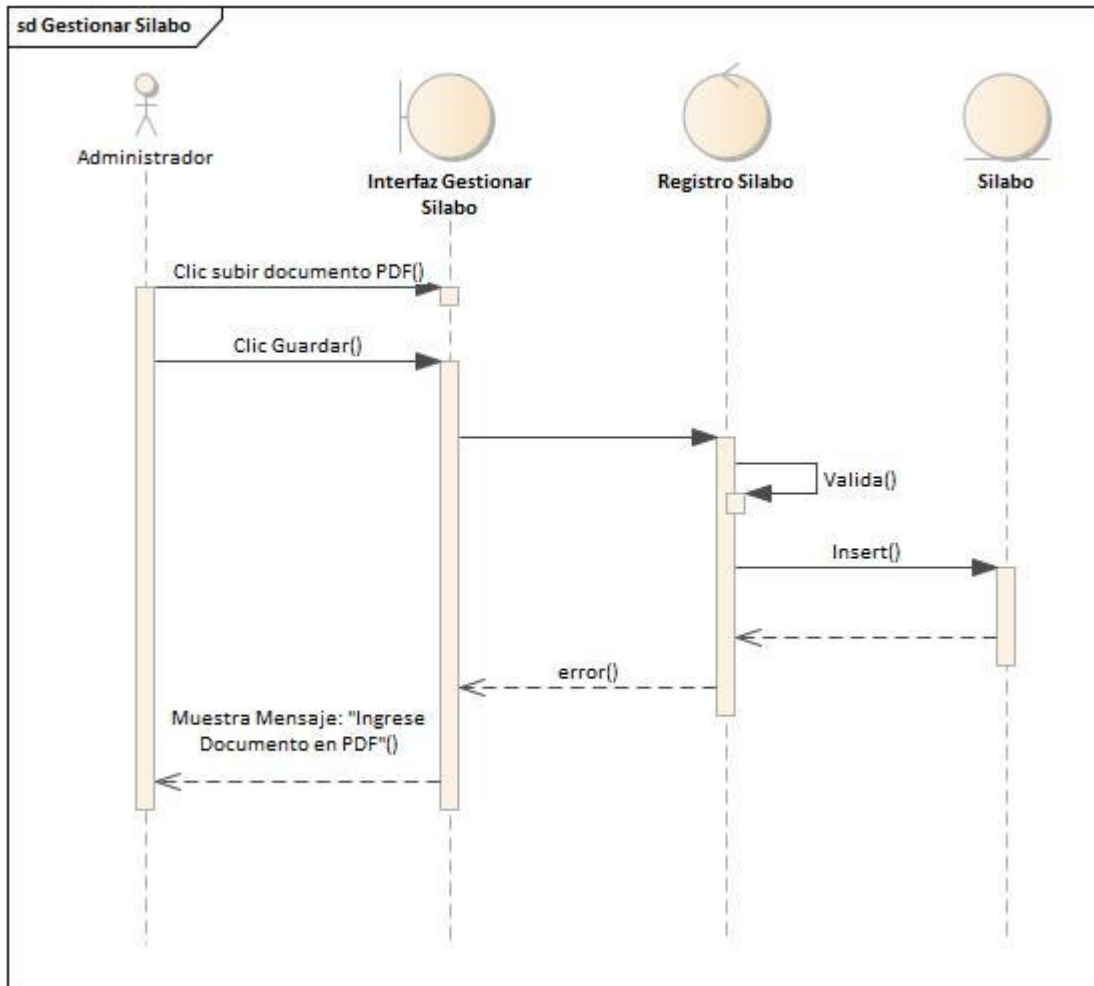 sd Gestionar Silabo
Administrador
Interfaz Gestionar
Silabo
Registro Silabo
Silabo
Clic subir documento PDF()
Clic Guardar()
Valida()
Insert()
error()
Muestra Mensaje: "Ingrese
Documento en PDF"()